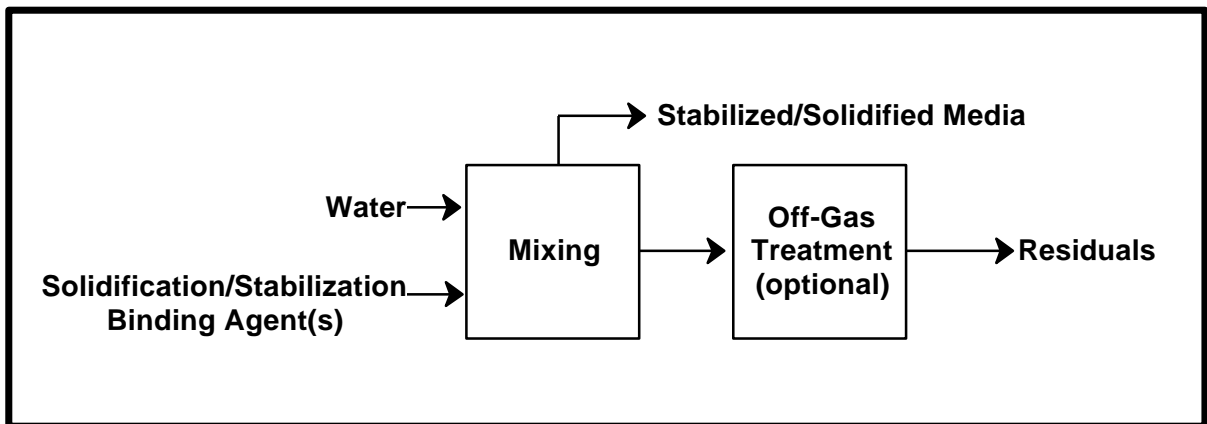 Stabilized/Solidified Media
Water
Mixing
Off-Gas
Treatment
(optional)
Residuals
Solidification/Stabilization
Binding Agent(s)